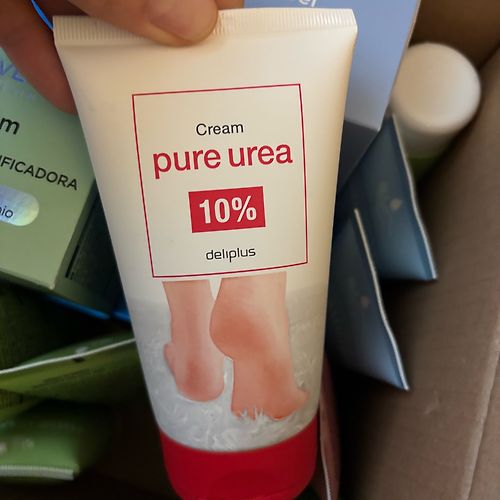 Cream
pure urea
10%
deliplus
IFICADORA